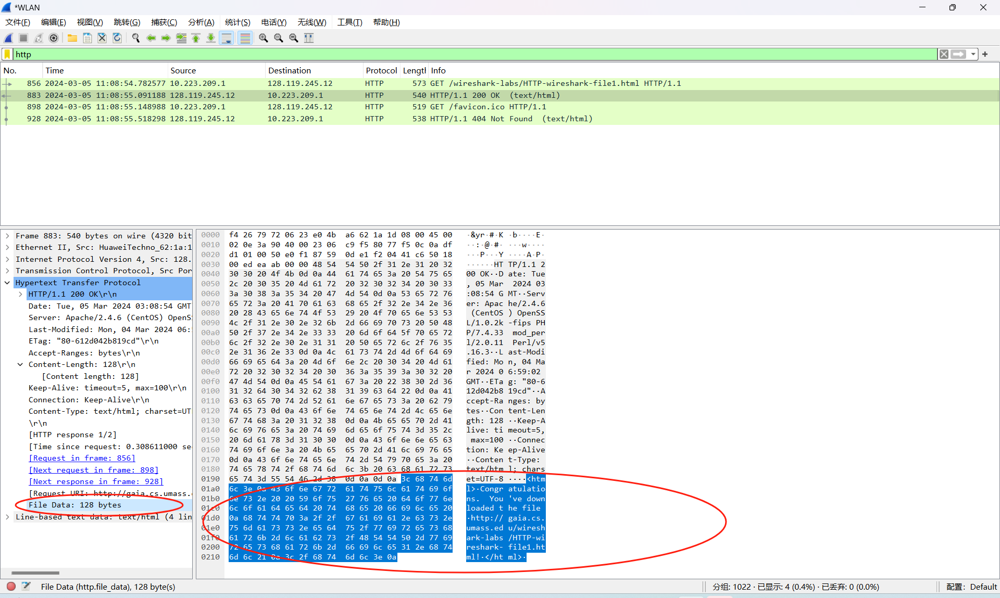 *WLAN
文件(F) 编辑(E) 视图(V) 跳转(G) 捕获(C) 分析(A) 统计(S) 电话(Y) 无线(W) 工具(T) 帮助(H)
http
No. Time Source Destination Protocol Length Info
856 2024-03-05 11:08:54.782577 10.223.209.1 128.119.245.12 HTTP 573 GET /wireshark-labs/HTTP-wireshark-file1.html HTTP/1.1
883 2024-03-05 11:08:55.091188 128.119.245.12 10.223.209.1 HTTP 540 HTTP/1.1 200 OK (text/html)
898 2024-03-05 11:08:55.148988 10.223.209.1 128.119.245.12 HTTP 519 GET /favicon.ico HTTP/1.1
928 2024-03-05 11:08:55.518298 128.119.245.12 10.223.209.1 HTTP 538 HTTP/1.1 404 Not Found (text/html)
Frame 883: 540 bytes on wire (4320 bit
Ethernet II, Src: HuaweiTechno_62:1a:1
Internet Protocol Version 4, Src: 128.
Transmission Control Protocol, Src Por
Hypertext Transfer Protocol
HTTP/1.1 200 OK\r\n
Date: Tue, 05 Mar 2024 03:08:54 GMT
Server: Apache/2.4.6 (CentOS) OpenS
Last-Modified: Mon, 04 Mar 2024 06:
ETag: "80-612d042b819cd"\r\n
Accept-Ranges: bytes\r\n
Content-Length: 128\r\n
[Content length: 128]
Keep-Alive: timeout=5, max=100\r\n
Connection: Keep-Alive\r\n
Content-Type: text/html; charset=UT
\r\n
[HTTP response 1/2]
[Time since request: 0.308611000 se
[Request in frame: 856]
[Next request in frame: 898]
[Next response in frame: 928]
[Request URI: http://gaia.cs.umass.
File Data: 128 bytes
Line-based text data: text/html (4 lin
0000 f4 26 79 72 06 23 e0 4b a6 62 1a 1d 08 00 45 00 ·&yr·#·K ·b····E·
0010 02 0e 3a 90 40 00 23 06 c9 f5 80 77 f5 0c 0a df ··:·@·#· ···w····
0020 d1 01 00 50 e0 f1 87 59 0d e1 f2 04 41 c6 50 18 ···P···Y ····A·P·
0030 00 ed ea ab 00 00 48 54 54 50 2f 31 2e 31 20 32 ······HT TP/1.1 2
0040 30 30 20 4f 4b 0d 0a 44 61 74 65 3a 20 54 75 65 00 OK··D ate: Tue
0050 2c 20 30 35 20 4d 61 72 20 32 30 32 34 20 30 33 , 05 Mar 2024 03
0060 3a 30 38 3a 35 34 20 47 4d 54 0d 0a 53 65 72 76 :08:54 G MT··Serv
0070 65 72 3a 20 41 70 61 63 68 65 2f 32 2e 34 2e 36 er: Apac he/2.4.6
0080 20 28 43 65 6e 74 4f 53 29 20 4f 70 65 6e 53 53 (CentOS ) OpenSS
0090 4c 2f 31 2e 30 2e 32 6b 2d 66 69 70 73 20 50 48 L/1.0.2k -fips PH
00a0 50 2f 37 2e 34 2e 33 33 20 6d 6f 64 5f 70 65 72 P/7.4.33 mod_per
00b0 6c 2f 32 2e 30 2e 31 31 20 50 65 72 6c 2f 76 35 l/2.0.11 Perl/v5
00c0 2e 31 36 2e 33 0d 0a 4c 61 73 74 2d 4d 6f 64 69 .16.3··L ast-Modi
00d0 66 69 65 64 3a 20 4d 6f 6e 2c 20 30 34 20 4d 61 fied: Mo n, 04 Ma
00e0 72 20 32 30 32 34 20 30 36 3a 35 39 3a 30 32 20 r 2024 0 6:59:02
00f0 47 4d 54 0d 0a 45 54 61 67 3a 20 22 38 30 2d 36 GMT··ETa g: "80-6
0100 31 32 64 30 34 32 62 38 31 39 63 64 22 0d 0a 41 12d042b8 19cd"··A
0110 63 63 65 70 74 2d 52 61 6e 67 65 73 3a 20 62 79 ccept-Ra nges: by
0120 74 65 73 0d 0a 43 6f 6e 74 65 6e 74 2d 4c 65 6e tes··Con tent-Len
0130 67 74 68 3a 20 31 32 38 0d 0a 4b 65 65 70 2d 41 gth: 128 ··Keep-A
0140 6c 69 76 65 3a 20 74 69 6d 65 6f 75 74 3d 35 2c live: ti meout=5,
0150 20 6d 61 78 3d 31 30 30 0d 0a 43 6f 6e 6e 65 63 max=100 ··Connec
0160 74 69 6f 6e 3a 20 4b 65 65 70 2d 41 6c 69 76 65 tion: Ke ep-Alive
0170 0d 0a 43 6f 6e 74 65 6e 74 2d 54 79 70 65 3a 20 ··Conten t-Type:
0180 74 65 78 74 2f 68 74 6d 6c 3b 20 63 68 61 72 73 text/htm l; chars
0190 65 74 3d 55 54 46 2d 38 0d 0a 0d 0a 3c 68 74 6d et=UTF-8 ····<htm
01a0 6c 3e 0a 43 6f 6e 67 72 61 74 75 6c 61 74 69 6f l>·Congr atulatio
01b0 6e 73 2e 20 20 59 6f 75 27 76 65 20 64 6f 77 6e ns. You 've down
01c0 6c 6f 61 64 65 64 20 74 68 65 20 66 69 6c 65 20 loaded t he file
01d0 0a 68 74 74 70 3a 2f 2f 67 61 69 61 2e 63 73 2e ·http:// gaia.cs.
01e0 75 6d 61 73 73 2e 65 64 75 2f 77 69 72 65 73 68 umass.ed u/wiresh
01f0 61 72 6b 2d 6c 61 62 73 2f 48 54 54 50 2d 77 69 ark-labs /HTTP-wi
0200 72 65 73 68 61 72 6b 2d 66 69 6c 65 31 2e 68 74 reshark- file1.ht
0210 6d 6c 21 0a 3c 2f 68 74 6d 6c 3e 0a ml!·</ht ml>·
File Data (http.file_data), 128 byte(s) 分组: 1022 · 已显示: 4 (0.4%) · 已丢弃: 0 (0.0%) 配置: Default